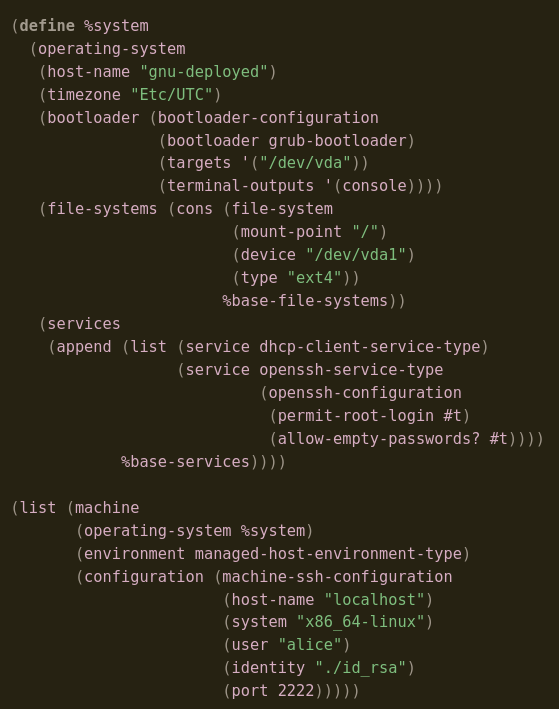 (define %system
  (operating-system
   (host-name "gnu-deployed")
   (timezone "Etc/UTC")
   (bootloader (bootloader-configuration
                (bootloader grub-bootloader)
                (targets '("/dev/vda"))
                (terminal-outputs '(console))))
   (file-systems (cons (file-system
                        (mount-point "/")
                        (device "/dev/vda1")
                        (type "ext4"))
                       %base-file-systems))
   (services
    (append (list (service dhcp-client-service-type)
                  (service openssh-service-type
                           (openssh-configuration
                            (permit-root-login #t)
                            (allow-empty-passwords? #t))))
            %base-services))))

(list (machine
       (operating-system %system)
       (environment managed-host-environment-type)
       (configuration (machine-ssh-configuration
                       (host-name "localhost")
                       (system "x86_64-linux")
                       (user "alice")
                       (identity "./id_rsa")
                       (port 2222)))))